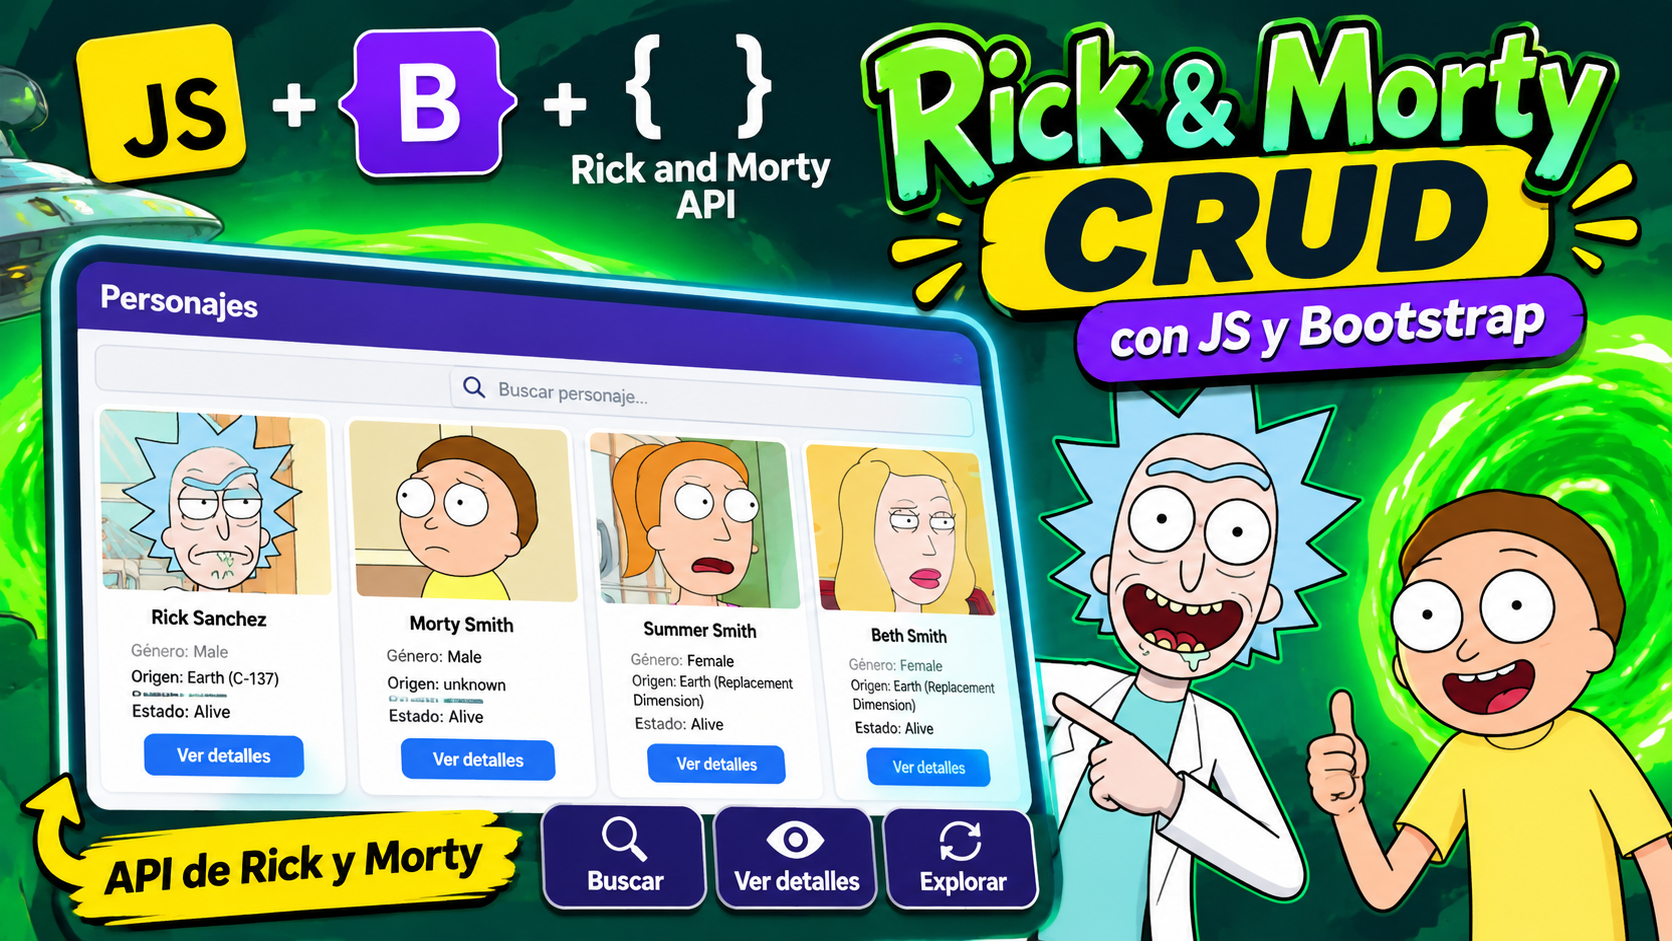 JS + B + { }
Rick and Morty
API
Rick & Morty
CRUD
con JS y Bootstrap
Personajes
Buscar personaje...
Rick Sanchez
Género: Male
Origen: Earth (C-137)
Estado: Alive
Ver detalles
Morty Smith
Género: Male
Origen: unknown
Estado: Alive
Ver detalles
Summer Smith
Género: Female
Origen: Earth (Replacement
Dimension)
Estado: Alive
Ver detalles
Beth Smith
Género: Female
Origen: Earth (Replacement
Dimension)
Estado: Alive
Ver detalles
API de Rick y Morty
Buscar
Ver detalles
Explorar